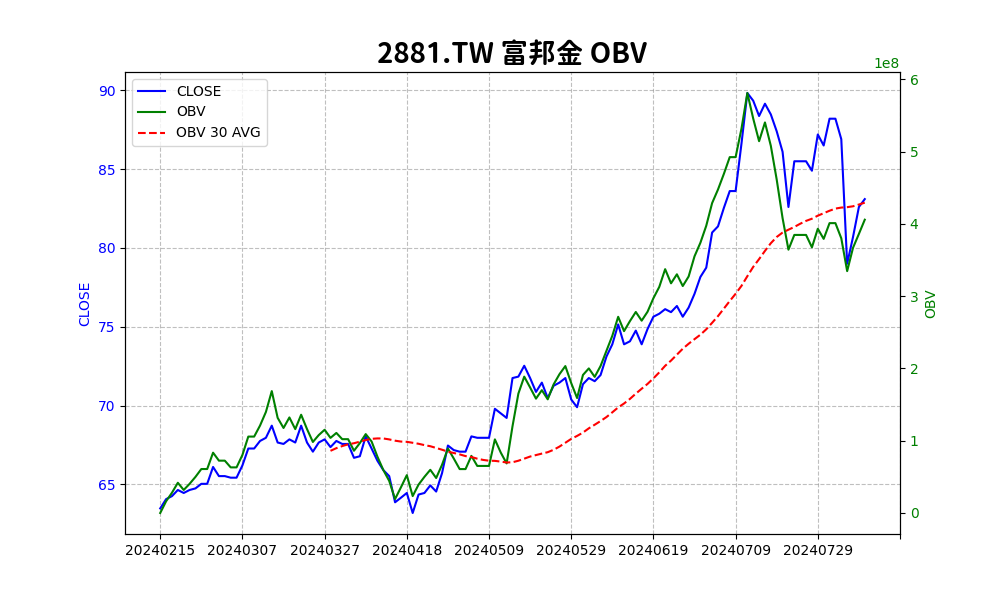 2881.TW 富邦金 OBV
1e8
CLOSE
OBV
OBV 30 AVG
CLOSE
90
85
80
75
70
65
6
5
4
3
2
1
0
OBV
20240215 20240307 20240327 20240418 20240509 20240529 20240619 20240709 20240729